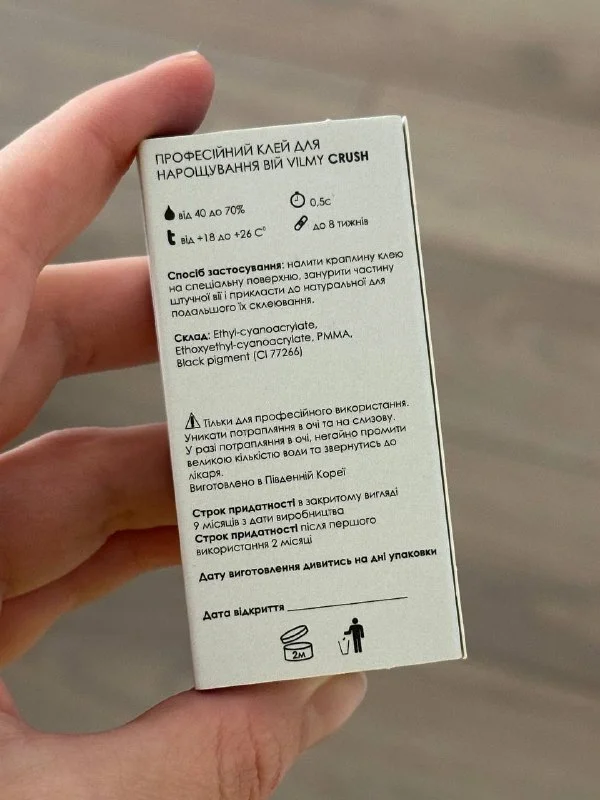 ПРОФЕСІЙНИЙ КЛЕЙ ДЛЯ
НАРОЩУВАННЯ ВІЙ VILMY CRUSH
від 40 до 70%
0,5с
t від +18 до +26 С°
до 8 тижнів
Спосіб застосування: налити краплину клею
на спеціальну поверхню, занурити частину
штучної вії і прикласти до натуральної для
подальшого їх склеювання.
Склад: Ethyl-cyanoacrylate,
Ethoxyethyl-cyanoacrylate, PMMA,
Black pigment (CI 77266)
Тільки для професійного використання.
Уникати потрапляння в очі та на слизову.
У разі потрапляння в очі, негайно промити
великою кількістю води та звернутись до
лікаря.
Виготовлено в Південній Кореї
Строк придатності в закритому вигляді
9 місяців з дати виробництва
Строк придатності після першого
використання 2 місяці
Дату виготовлення дивитись на дні упаковки
Дата відкриття
2м